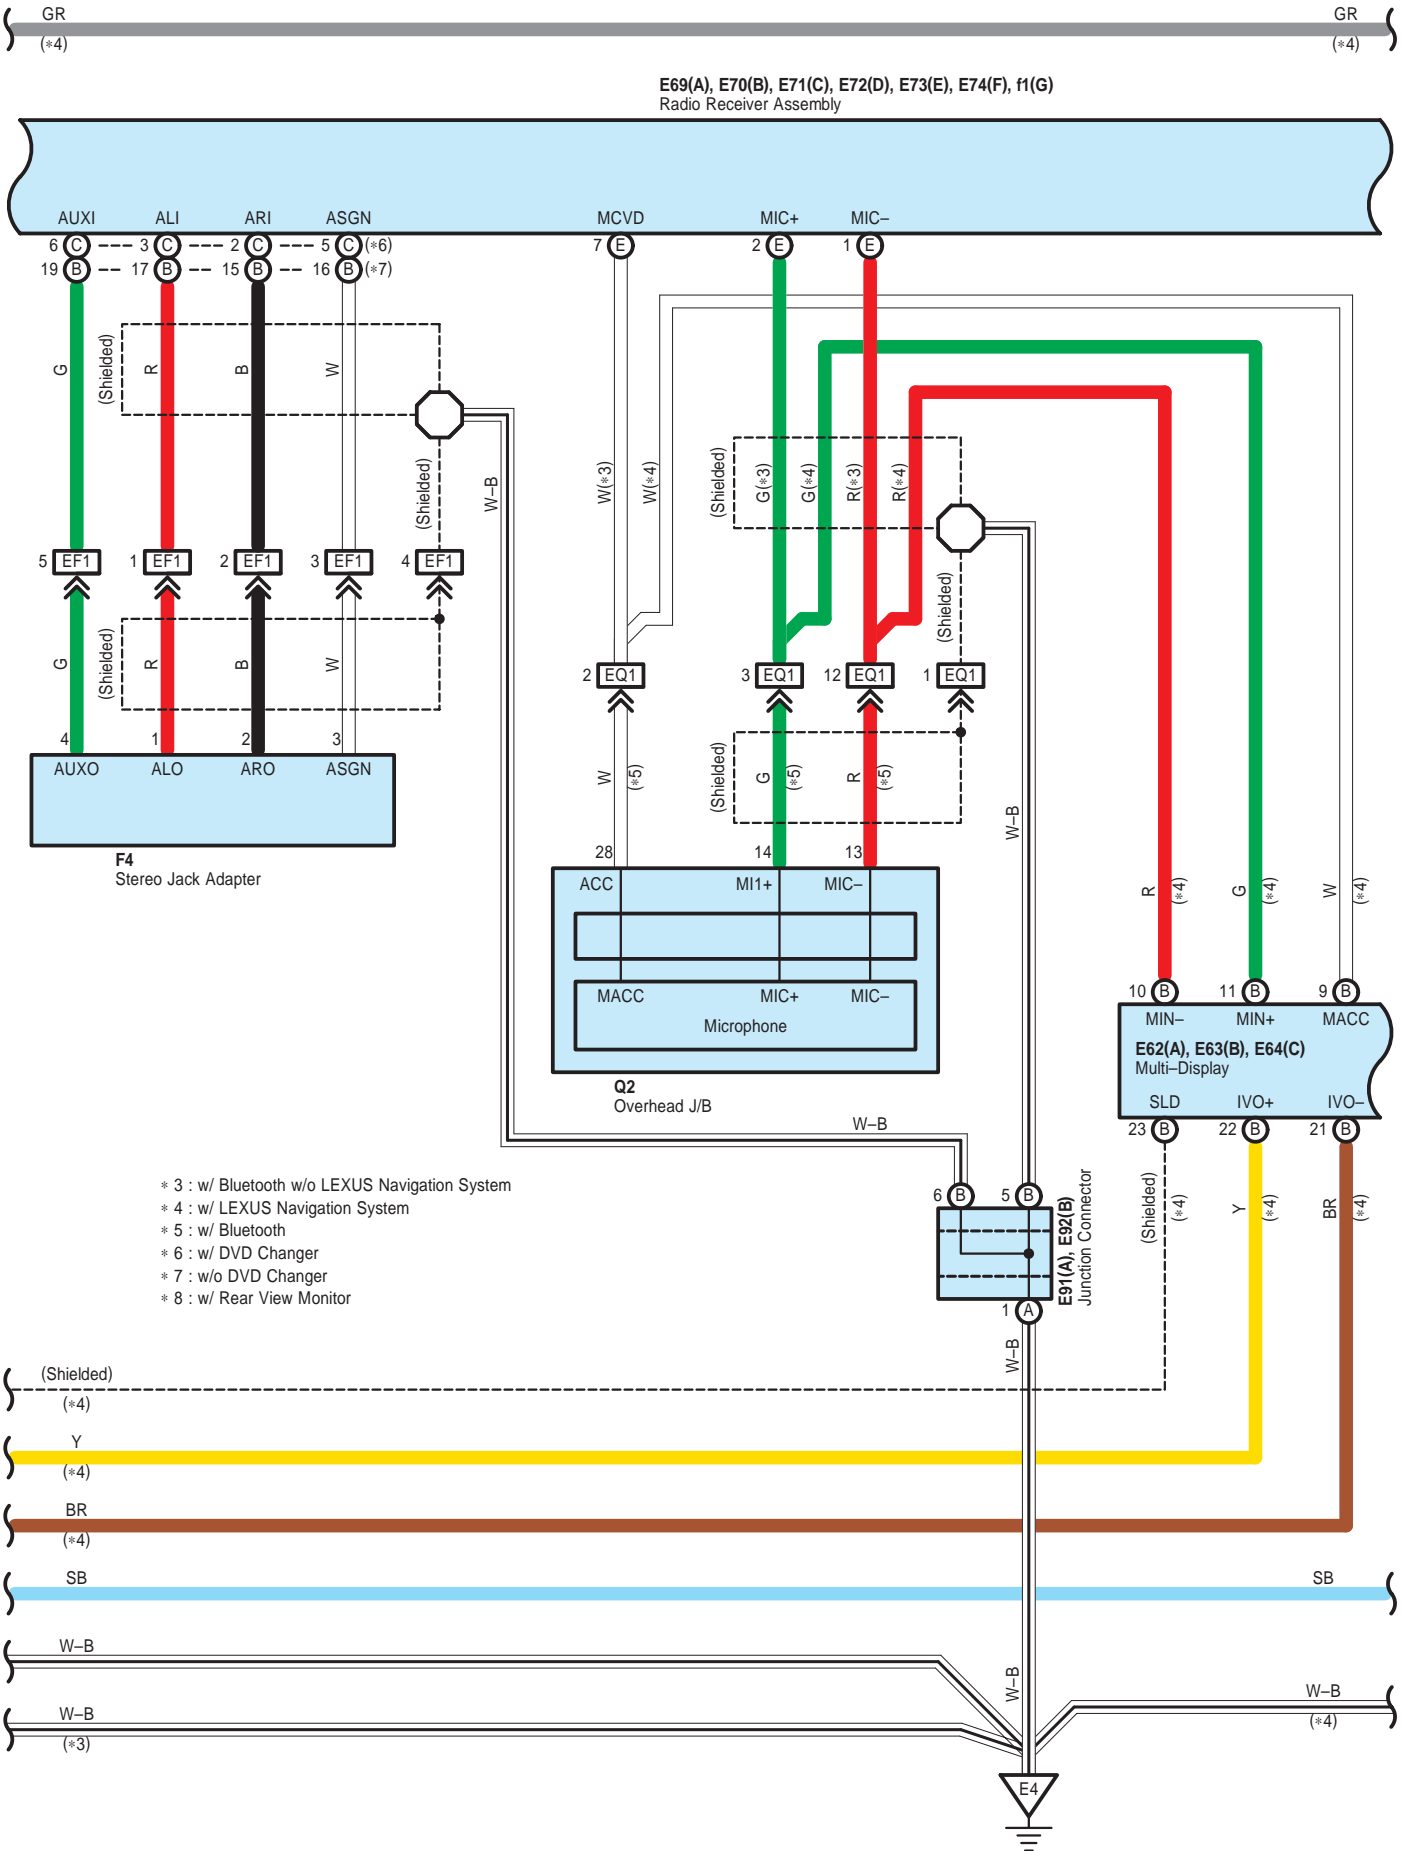 GR GR
(*4) (*4)
E69(A), E70(B), E71(C), E72(D), E73(E), E74(F), f1(G)
Radio Receiver Assembly
AUXI ALI ARI ASGN MCVD MIC+ MIC–
6 C 3 C 2 C 5 C (*6) 7 E 2 E 1 E
19 B 17 B 15 B 16 B (*7)
G (Shielded) R B W
(Shielded) W–B W(*3) W(*4) (Shielded) G(*3) G(*4) R(*3) R(*4)
5 EF1 1 EF1 2 EF1 3 EF1 4 EF1
(Shielded)
G (Shielded) R B W
2 EQ1 3 EQ1 12 EQ1 1 EQ1
4 1 2 3
AUXO ALO ARO ASGN
W (*5) (Shielded) G (*5) R (*5)
W–B
F4
Stereo Jack Adapter
28 14 13
ACC MI1+ MIC–
R (*4) G (*4) W (*4)
MACC MIC+ MIC–
Microphone
10 B 11 B 9 B
MIN– MIN+ MACC
E62(A), E63(B), E64(C)
Multi–Display
Q2
Overhead J/B
SLD IVO+ IVO–
23 B 22 B 21 B
W–B
* 3 : w/ Bluetooth w/o LEXUS Navigation System
* 4 : w/ LEXUS Navigation System
* 5 : w/ Bluetooth
* 6 : w/ DVD Changer
* 7 : w/o DVD Changer
* 8 : w/ Rear View Monitor
6 B 5 B
E91(A), E92(B)
Junction Connector
(Shielded) (*4) Y (*4) BR (*4)
1 A
W–B
(Shielded)
(*4)
Y
(*4)
BR
(*4)
SB SB
W–B
W–B
W–B
(*3)
W–B
(*4)
E4